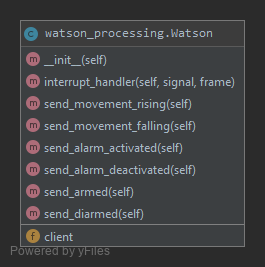 C watson_processing.Watson
m __init__(self)
m interrupt_handler(self, signal, frame)
m send_movement_rising(self)
m send_movement_falling(self)
m send_alarm_activated(self)
m send_alarm_deactivated(self)
m send_armed(self)
m send_diarmed(self)
f client
Powered by yFiles